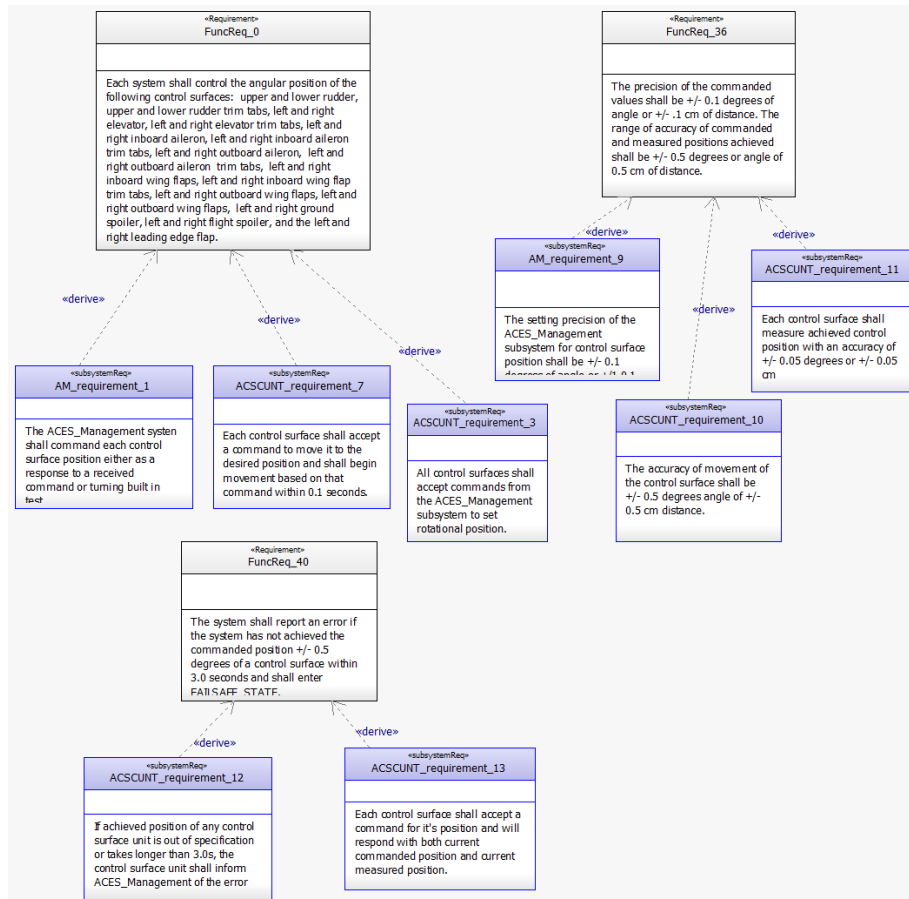 «Requirement»
FuncReq_0
Each system shall control the angular position of the
following control surfaces: upper and lower rudder,
upper and lower rudder trim tabs, left and right
elevator, left and right elevator trim tabs, left and
right inboard aileron, left and right inboard aileron
trim tabs, left and right outboard aileron, left and
right outboard aileron trim tabs, left and right
inboard wing flaps, left and right inboard wing flap
trim tabs, left and right outboard wing flaps, left and
right outboard wing flaps, left and right ground
spoiler, left and right flight spoiler, and the left and
right leading edge flap.
«Requirement»
FuncReq_36
The precision of the commanded
values shall be +/- 0.1 degrees of
angle or +/- .1 cm of distance. The
range of accuracy of commanded
and measured positions achieved
shall be +/- 0.5 degrees or angle of
0.5 cm of distance.
«derive»
«derive»
«derive»
«derive»
«derive»
«derive»
«subsystemReq»
AM_requirement_9
The setting precision of the
ACES_Management
subsystem for control surface
position shall be +/- 0.1
degrees of angle or +/1 0.1
«subsystemReq»
ACSCUNT_requirement_11
Each control surface shall
measure achieved control
position with an accuracy of
+/- 0.05 degrees or +/- 0.05
cm
«subsystemReq»
AM_requirement_1
The ACES_Management systen
shall command each control
surface position either as a
response to a received
command or turning built in
test
«subsystemReq»
ACSCUNT_requirement_7
Each control surface shall accept
a command to move it to the
desired position and shall begin
movement based on that
command within 0.1 seconds.
«subsystemReq»
ACSCUNT_requirement_3
All control surfaces shall
accept commands from
the ACES_Management
subsystem to set
rotational position.
«subsystemReq»
ACSCUNT_requirement_10
The accuracy of movement of
the control surface shall be
+/- 0.5 degrees angle of +/-
0.5 cm distance.
«Requirement»
FuncReq_40
The system shall report an error if
the system has not achieved the
commanded position +/- 0.5
degrees of a control surface within
3.0 seconds and shall enter
FAILSAFE_STATE.
«derive»
«derive»
«subsystemReq»
ACSCUNT_requirement_12
If achieved position of any control
surface unit is out of specification
or takes longer than 3.0s, the
control surface unit shall inform
ACES_Management of the error
«subsystemReq»
ACSCUNT_requirement_13
Each control surface shall accept a
command for it's position and will
respond with both current
commanded position and current
measured position.